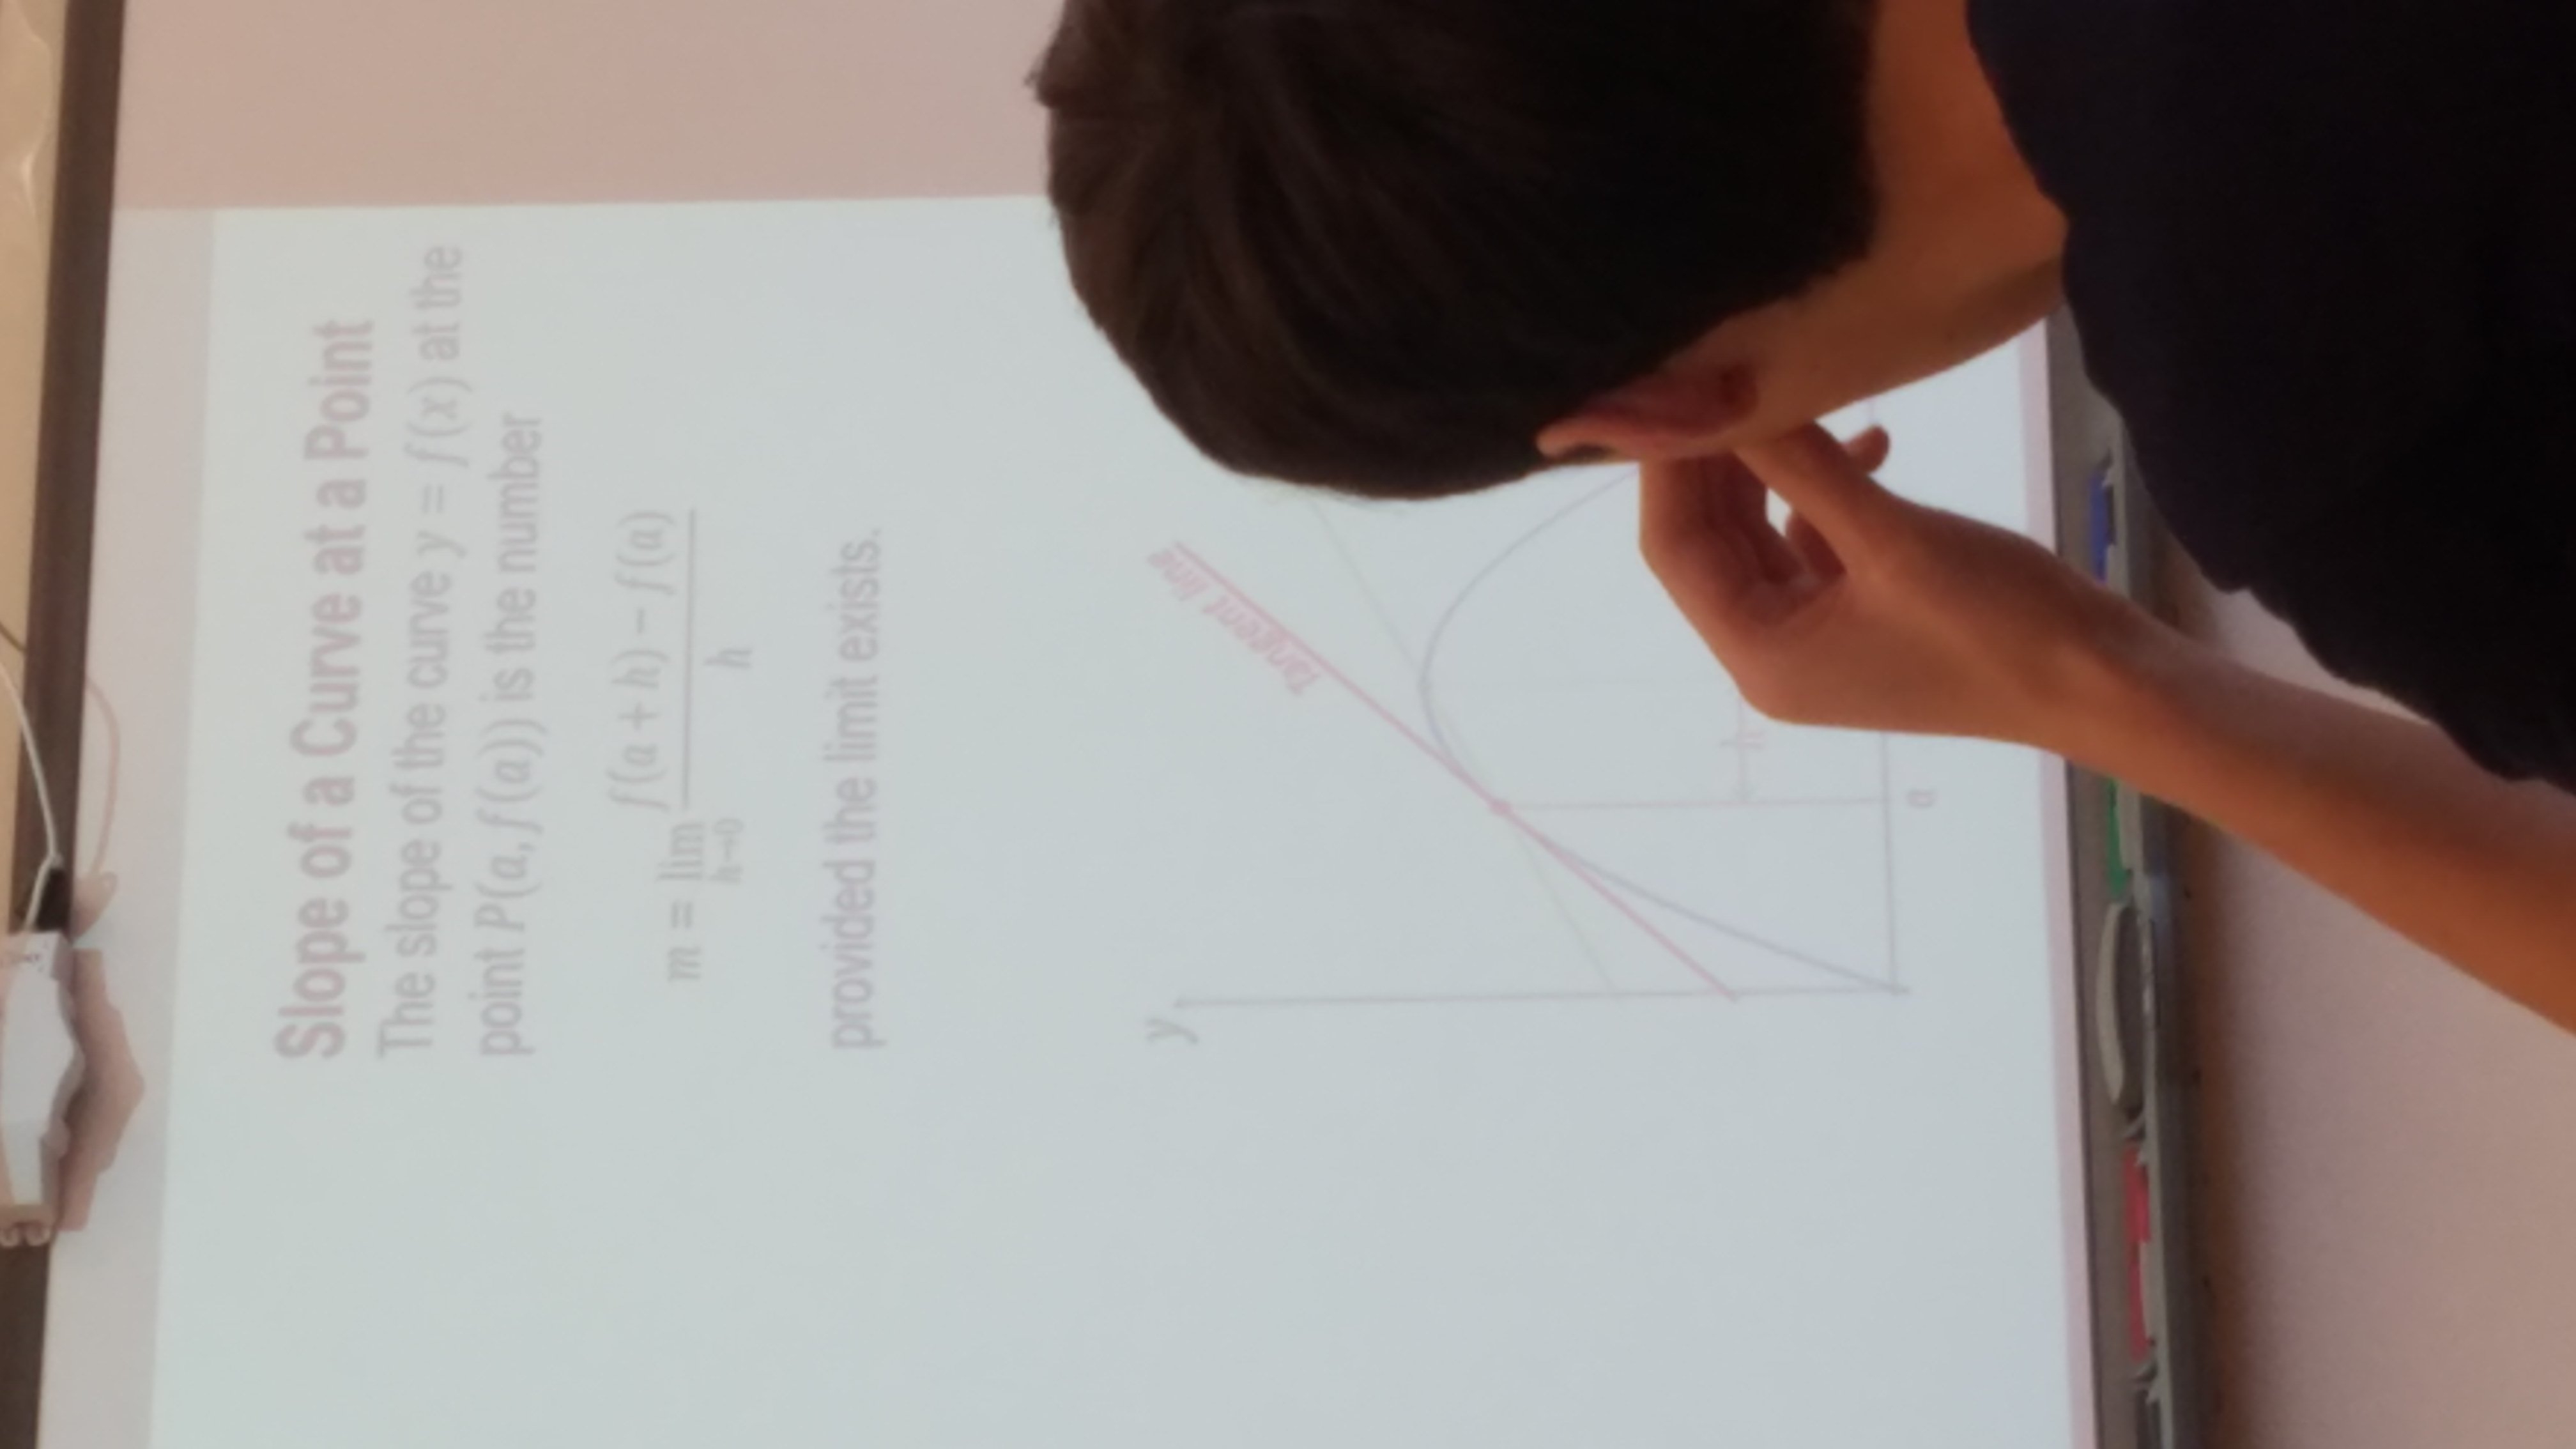 Slope of a Curve at a Point
The slope of the curve y = f(x) at the
point P(a, f(a)) is the number
m = lim h→0 f(a + h) − f(a) / h
provided the limit exists.
y
Tangent line
h
a